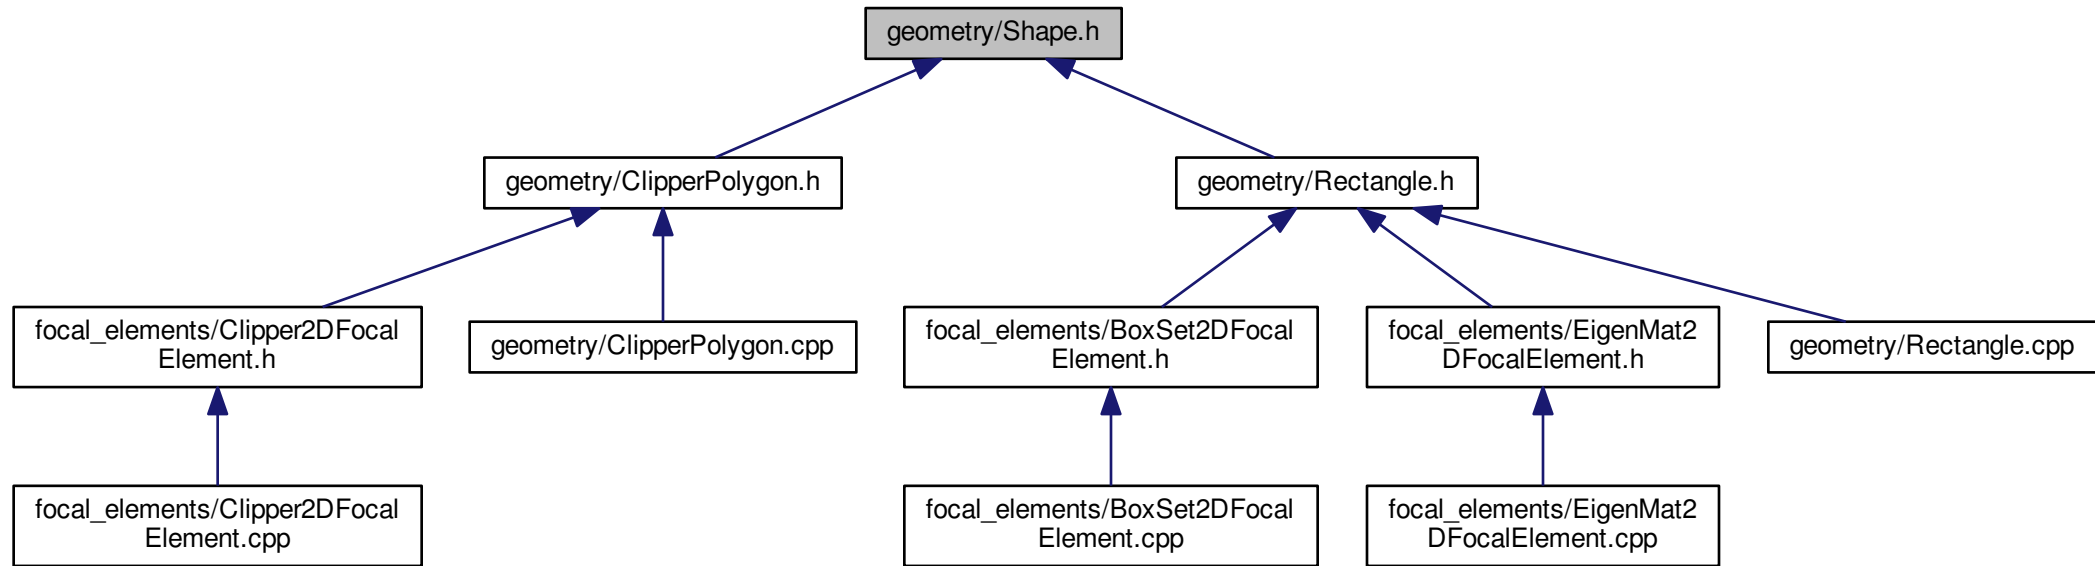 geometry/Shape.h
geometry/ClipperPolygon.h
geometry/Rectangle.h
focal_elements/Clipper2DFocal
Element.h
geometry/ClipperPolygon.cpp
focal_elements/BoxSet2DFocal
Element.h
focal_elements/EigenMat2
DFocalElement.h
geometry/Rectangle.cpp
focal_elements/Clipper2DFocal
Element.cpp
focal_elements/BoxSet2DFocal
Element.cpp
focal_elements/EigenMat2
DFocalElement.cpp